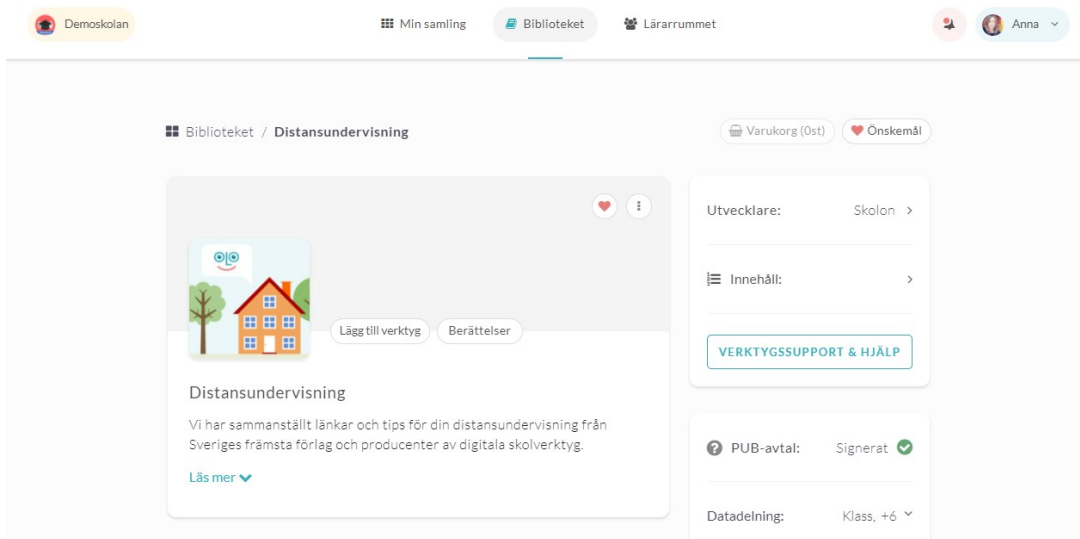 Demoskolan
Min samling
Biblioteket
Lärarrummet
Anna
Biblioteket / Distansundervisning
Varukorg (0st)
Önskemål
Lägg till verktyg
Berättelser
Distansundervisning
Vi har sammanställt länkar och tips för din distansundervisning från
Sveriges främsta förlag och producenter av digitala skolverktyg.
Läs mer
Utvecklare: Skolon
Innehåll:
VERKTYGSSUPPORT & HJÄLP
PUB-avtal: Signerat
Datadelning: Klass, +6